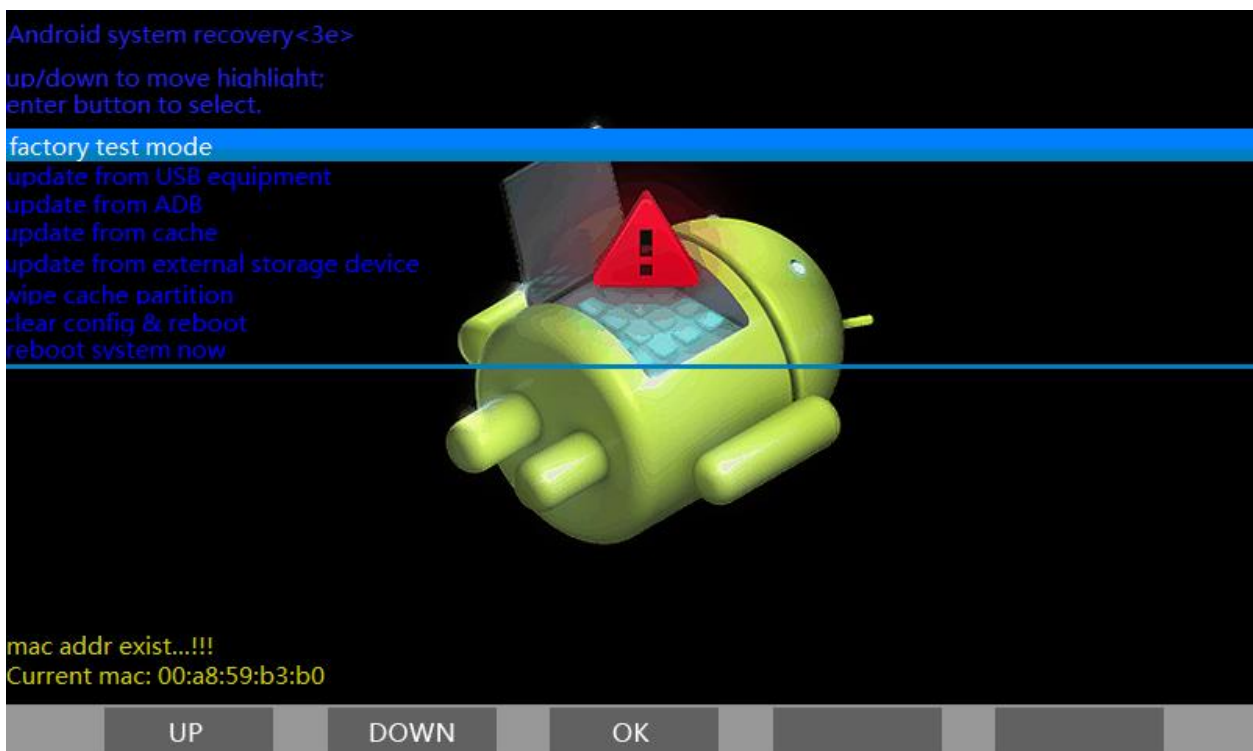 Android system recovery<3e>
up/down to move highlight;
enter button to select.
factory test mode
update from USB equipment
update from ADB
update from cache
update from external storage device
wipe cache partition
clear config & reboot
reboot system now
mac addr exist...!!!
Current mac: 00:a8:59:b3:b0
UP DOWN OK